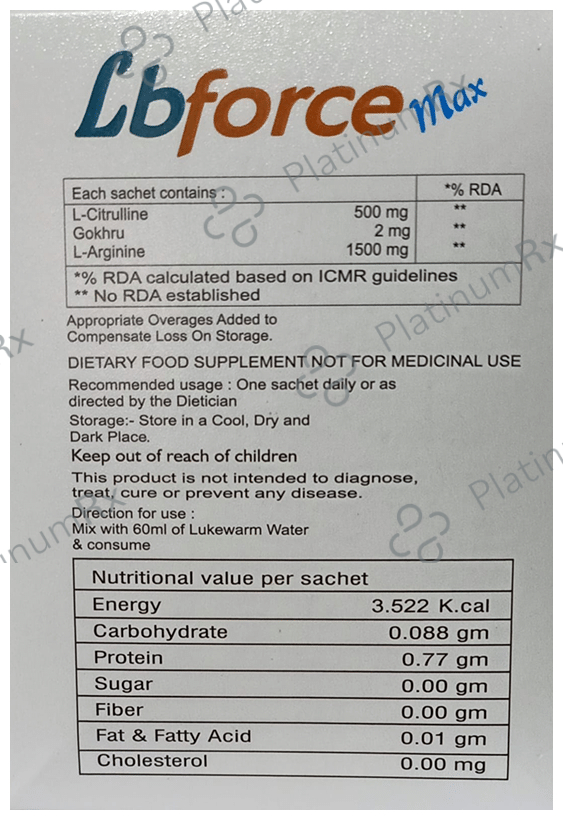 Lbforce Max
Each sachet contains : *% RDA
L-Citrulline 500 mg **
Gokhru 2 mg **
L-Arginine 1500 mg **
*% RDA calculated based on ICMR guidelines
** No RDA established
Appropriate Overages Added to
Compensate Loss On Storage.
DIETARY FOOD SUPPLEMENT NOT FOR MEDICINAL USE
Recommended usage : One sachet daily or as
directed by the Dietician
Storage:- Store in a Cool, Dry and
Dark Place.
Keep out of reach of children
This product is not intended to diagnose,
treat, cure or prevent any disease.
Direction for use :
Mix with 60ml of Lukewarm Water
& consume
Nutritional value per sachet
Energy 3.522 K.cal
Carbohydrate 0.088 gm
Protein 0.77 gm
Sugar 0.00 gm
Fiber 0.00 gm
Fat & Fatty Acid 0.01 gm
Cholesterol 0.00 mg
PlatinumRx
PlatinumRx